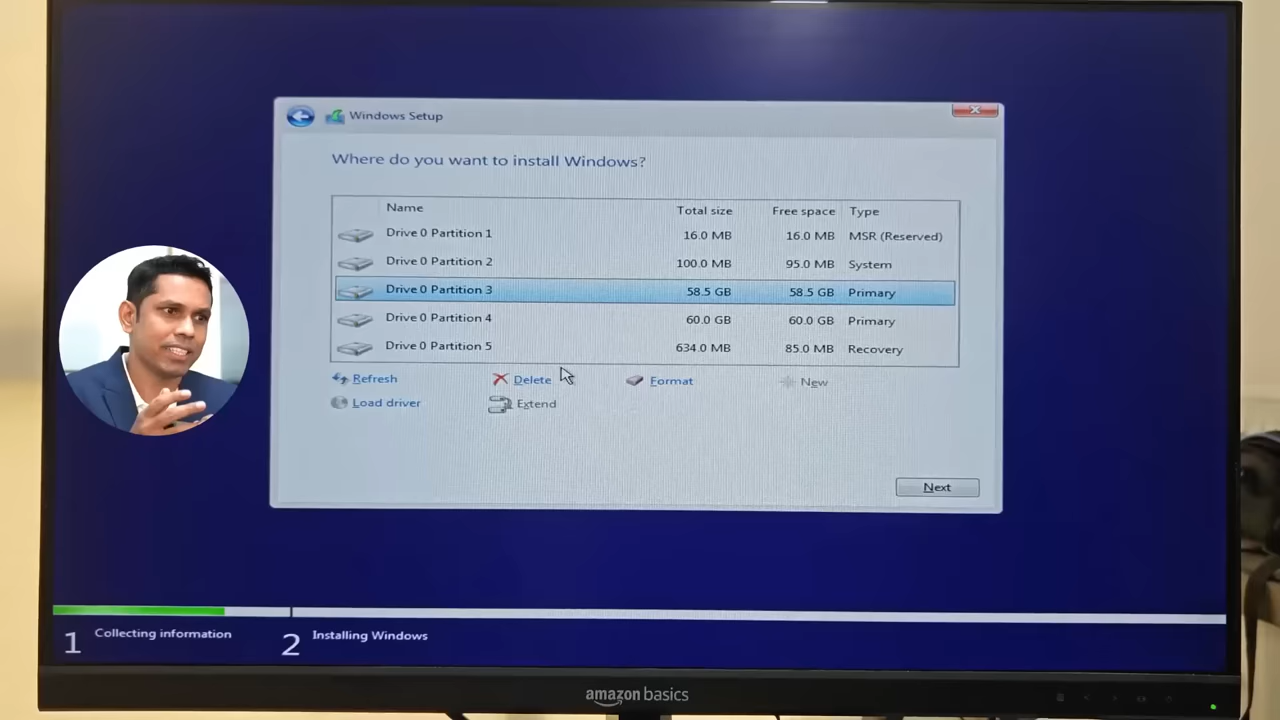 Windows Setup
Where do you want to install Windows?
Name Total size Free space Type
Drive 0 Partition 1 16.0 MB 16.0 MB MSR (Reserved)
Drive 0 Partition 2 100.0 MB 95.0 MB System
Drive 0 Partition 3 58.5 GB 58.5 GB Primary
Drive 0 Partition 4 60.0 GB 60.0 GB Primary
Drive 0 Partition 5 634.0 MB 85.0 MB Recovery
Refresh Delete Format New
Load driver Extend
Next
1 Collecting information 2 Installing Windows
amazon basics